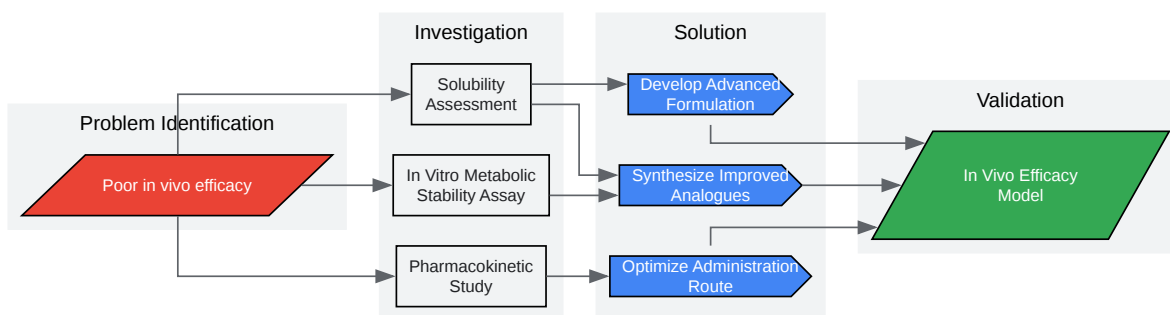 Problem Identification
Poor in vivo efficacy
Investigation
Solubility
Assessment
In Vitro Metabolic
Stability Assay
Pharmacokinetic
Study
Solution
Develop Advanced
Formulation
Synthesize Improved
Analogues
Optimize Administration
Route
Validation
In Vivo Efficacy
Model